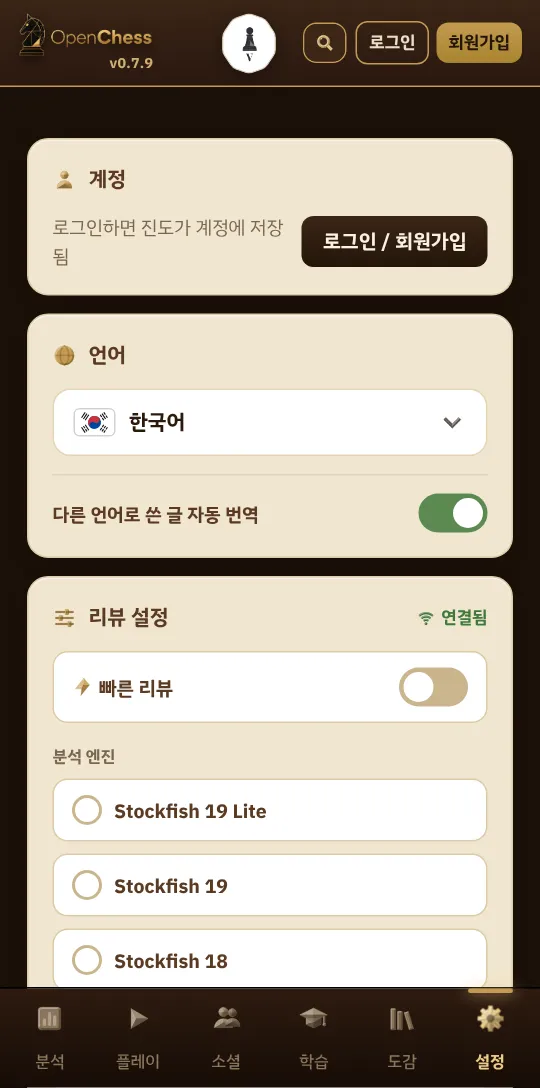 OpenChess
v0.7.9
V
로그인
회원가입
계정
로그인하면 진도가 계정에 저장
됨
로그인 / 회원가입
언어
한국어
다른 언어로 쓴 글 자동 번역
리뷰 설정
연결됨
빠른 리뷰
분석 엔진
Stockfish 19 Lite
Stockfish 19
Stockfish 18
분석
플레이
소셜
학습
도감
설정